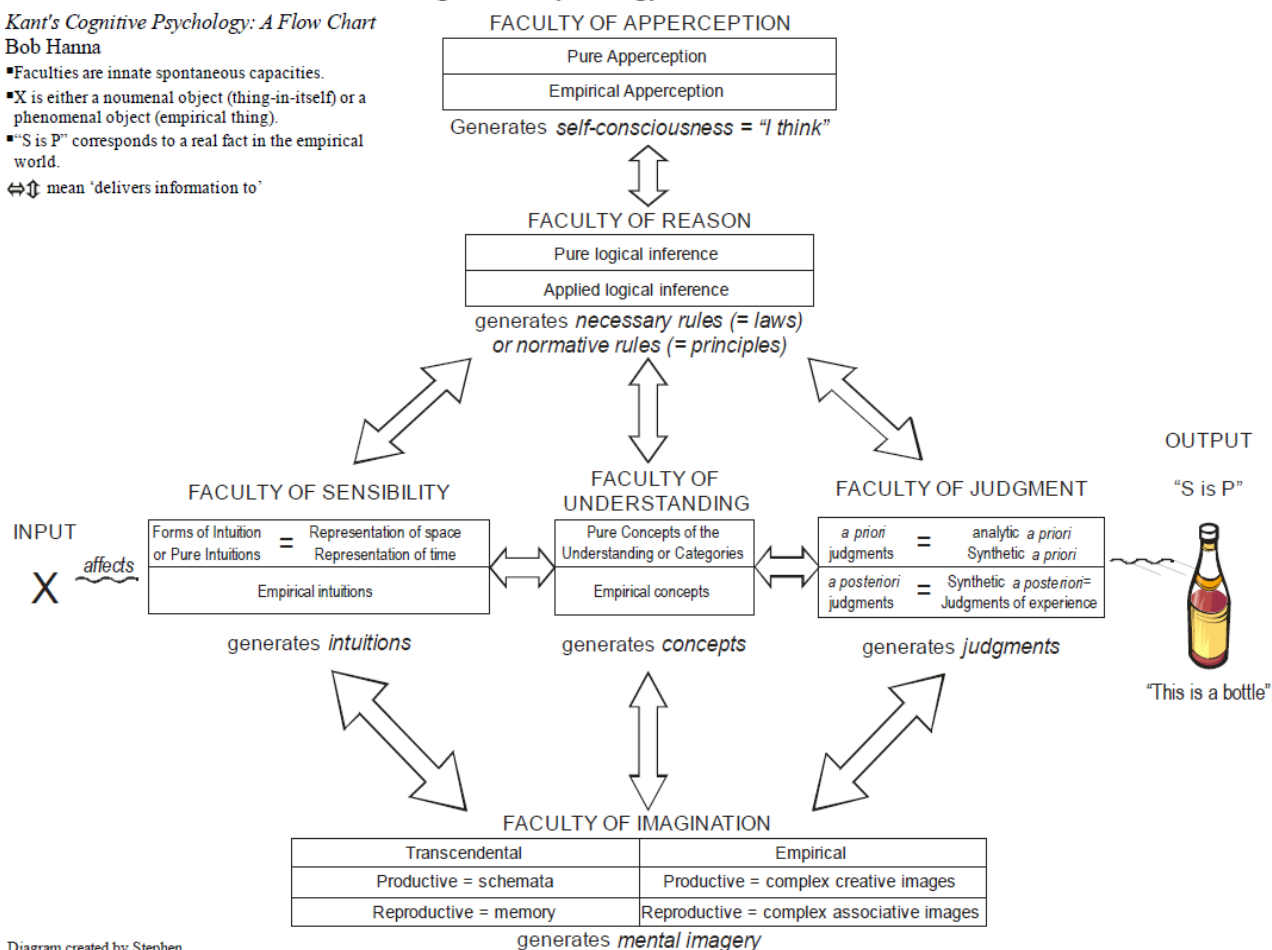 Kant's Cognitive Psychology: A Flow Chart
Bob Hanna
▪Faculties are innate spontaneous capacities.
▪X is either a noumenal object (thing-in-itself) or a
phenomenal object (empirical thing).
▪“S is P” corresponds to a real fact in the empirical
world.
⇔⇕ mean ‘delivers information to’
FACULTY OF APPERCEPTION
Pure Apperception
Empirical Apperception
Generates self-consciousness = “I think”
FACULTY OF REASON
Pure logical inference
Applied logical inference
generates necessary rules (= laws)
or normative rules (= principles)
INPUT
X
affects
FACULTY OF SENSIBILITY
Forms of Intuition
or Pure Intuitions
=
Representation of space
Representation of time
Empirical intuitions
generates intuitions
FACULTY OF
UNDERSTANDING
Pure Concepts of the
Understanding or Categories
Empirical concepts
generates concepts
FACULTY OF JUDGMENT
a priori
judgments
=
analytic a priori
Synthetic a priori
a posteriori
judgments
=
Synthetic a posteriori=
Judgments of experience
generates judgments
OUTPUT
“S is P”
“This is a bottle”
FACULTY OF IMAGINATION
Transcendental
Empirical
Productive = schemata
Productive = complex creative images
Reproductive = memory
Reproductive = complex associative images
generates mental imagery
Diagram created by Stephen